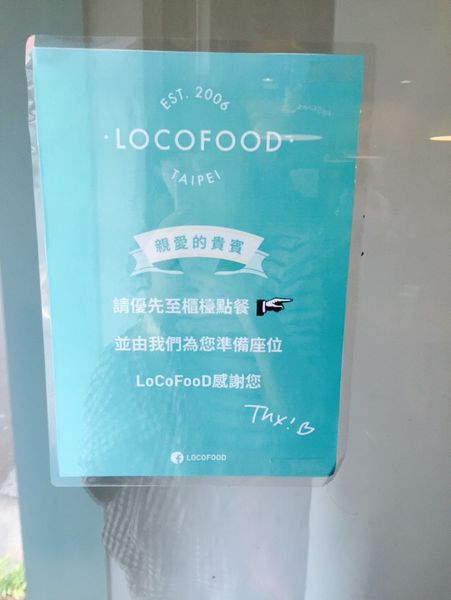 EST. 2006
·LOCOFOOD·
TAIPEI
親愛的貴賓
請優先至櫃檯點餐
並由我們為您準備座位
LoCoFooD感謝您
Thx!B
LOCOFOOD